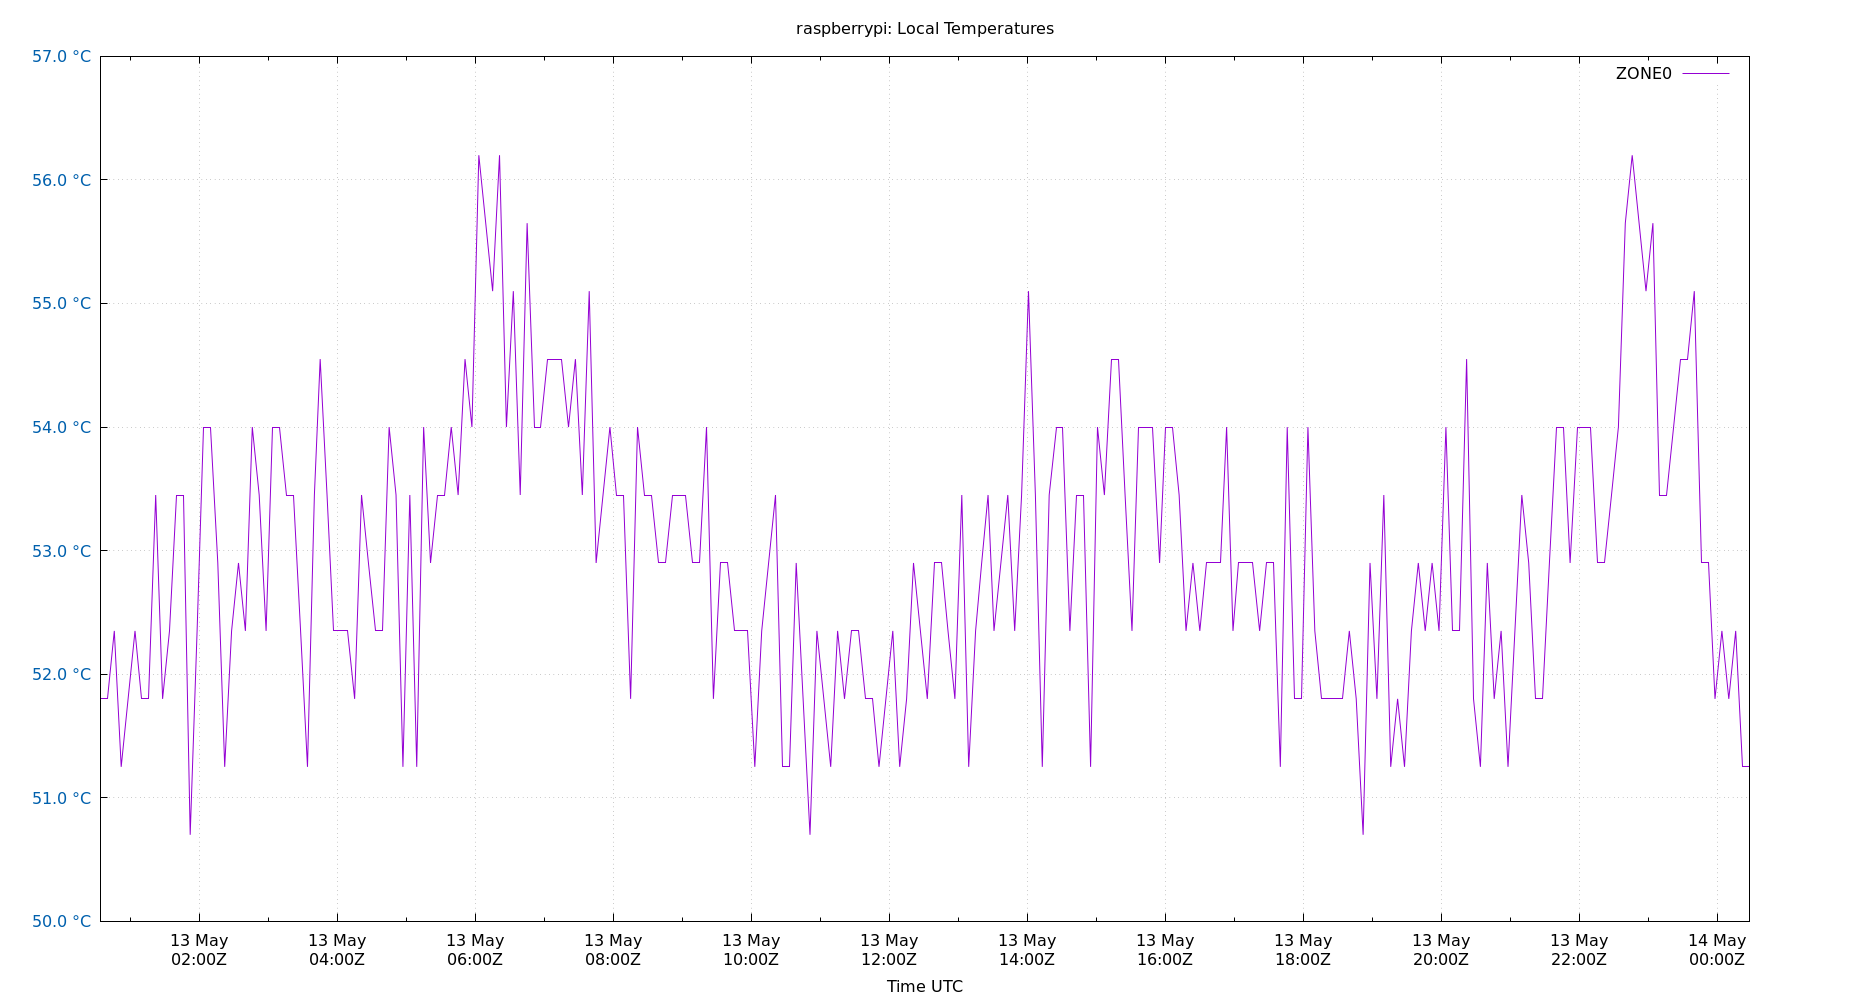 raspberrypi: Local Temperatures
57.0 °C
ZONE0
56.0 °C
55.0 °C
54.0 °C
53.0 °C
52.0 °C
51.0 °C
50.0 °C
13 May 13 May 13 May 13 May 13 May 13 May 13 May 13 May 13 May 13 May 13 May 14 May
02:00Z 04:00Z 06:00Z 08:00Z 10:00Z 12:00Z 14:00Z 16:00Z 18:00Z 20:00Z 22:00Z 00:00Z
Time UTC